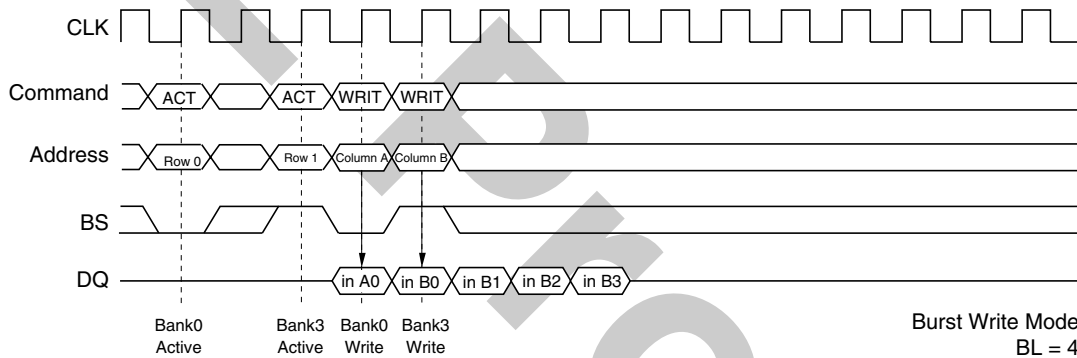 CLK
Command ACT ACT WRIT WRIT
Address Row 0 Row 1 Column A Column B
BS
DQ in A0 in B0 in B1 in B2 in B3
Bank0 Bank3 Bank0 Bank3
Active Active Write Write
Burst Write Mode
BL = 4